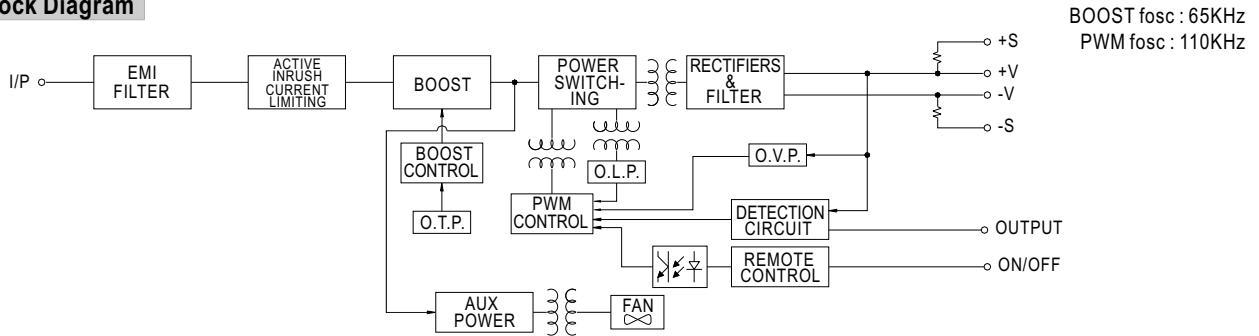 ock Diagram
BOOST fosc : 65KHz
PWM fosc : 110KHz
I/P
EMI
FILTER
ACTIVE
INRUSH
CURRENT
LIMITING
BOOST
POWER
SWITCH-
ING
RECTIFIERS
&
FILTER
+S
+V
-V
-S
BOOST
CONTROL
O.T.P.
O.L.P.
O.V.P.
PWM
CONTROL
DETECTION
CIRCUIT
OUTPUT
REMOTE
CONTROL
ON/OFF
AUX
POWER
FAN